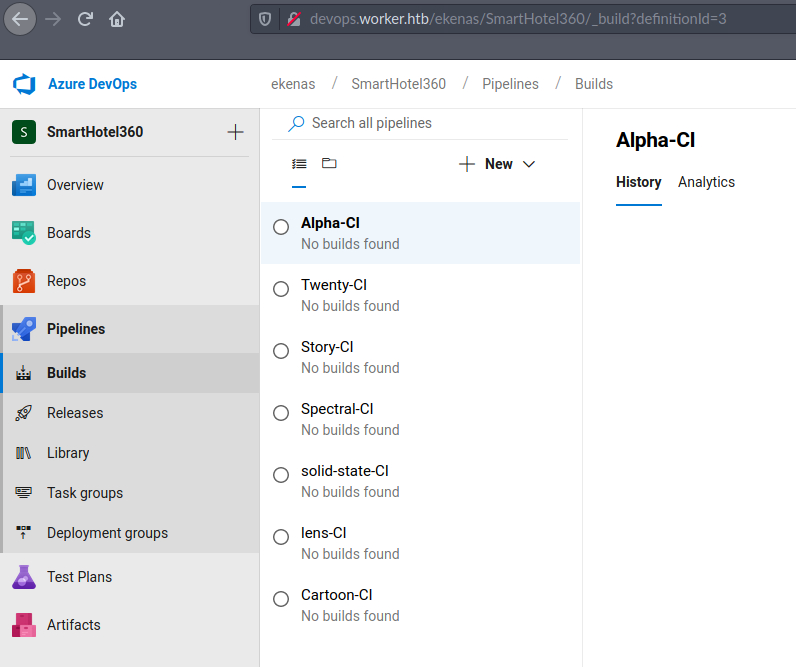 devops.worker.htb/ekenas/SmartHotel360/_build?definitionId=3
Azure DevOps
ekenas / SmartHotel360 / Pipelines / Builds
S SmartHotel360
Overview
Boards
Repos
Pipelines
Builds
Releases
Library
Task groups
Deployment groups
Test Plans
Artifacts
Search all pipelines
New
Alpha-CI
No builds found
Twenty-CI
No builds found
Story-CI
No builds found
Spectral-CI
No builds found
solid-state-CI
No builds found
lens-CI
No builds found
Cartoon-CI
No builds found
Alpha-CI
History Analytics